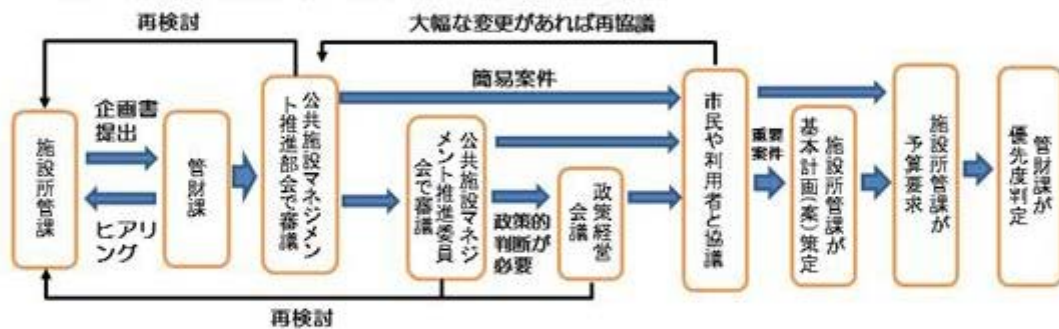 再検討
大幅な変更があれば再協議
簡易案件
企画書
提出
ヒアリ
ング
施設所管課
管財課
公共施設マネジメン
ト推進部会で審議
公共施設マネジ
メント推進委員
会で審議
政策的
判断が
必要
政策経営
会議
市民や利用者と協議
重要
案件
施設所管課が
基本計画(案)策定
施設所管課が
予算要求
管財課が
優先度判定
再検討